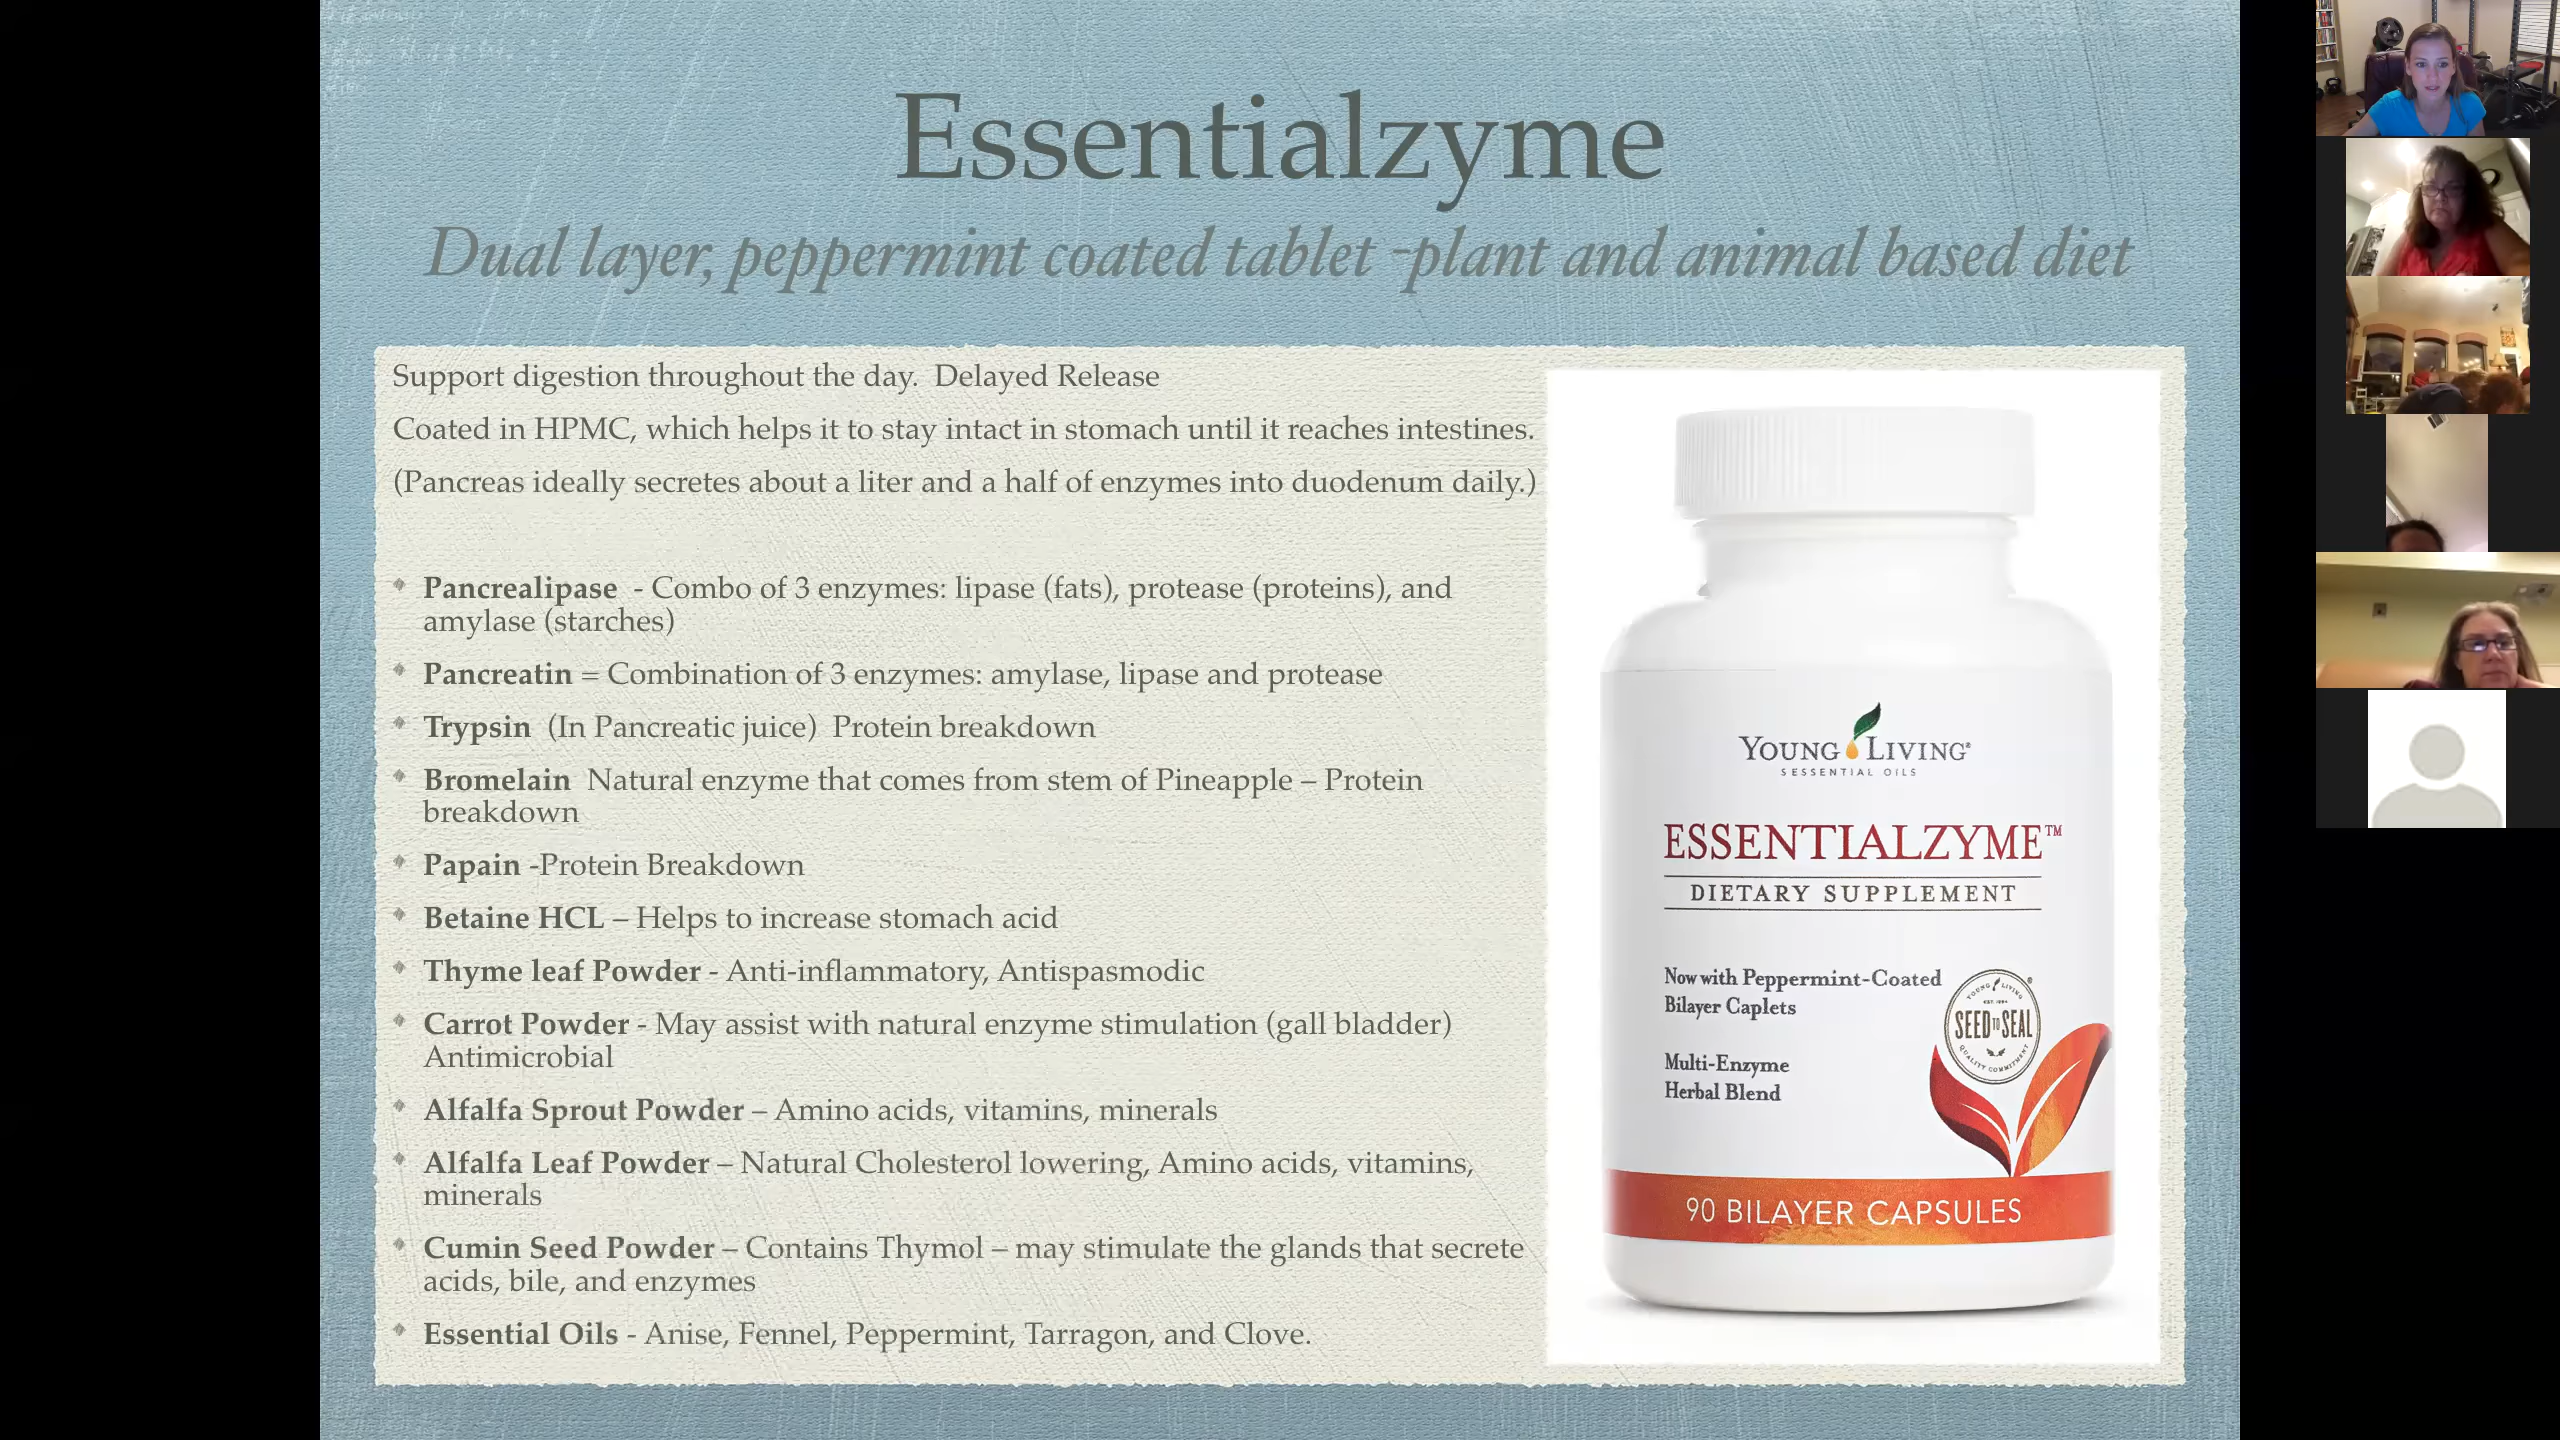 Essentialzyme
Dual layer, peppermint coated tablet -plant and animal based diet
Support digestion throughout the day.  Delayed Release
Coated in HPMC, which helps it to stay intact in stomach until it reaches intestines.
(Pancreas ideally secretes about a liter and a half of enzymes into duodenum daily.)
Pancrealipase  - Combo of 3 enzymes: lipase (fats), protease (proteins), and
amylase (starches)
Pancreatin = Combination of 3 enzymes: amylase, lipase and protease
Trypsin  (In Pancreatic juice)  Protein breakdown
Bromelain  Natural enzyme that comes from stem of Pineapple – Protein
breakdown
Papain -Protein Breakdown
Betaine HCL – Helps to increase stomach acid
Thyme leaf Powder - Anti-inflammatory, Antispasmodic
Carrot Powder - May assist with natural enzyme stimulation (gall bladder)
Antimicrobial
Alfalfa Sprout Powder – Amino acids, vitamins, minerals
Alfalfa Leaf Powder – Natural Cholesterol lowering, Amino acids, vitamins,
minerals
Cumin Seed Powder – Contains Thymol – may stimulate the glands that secrete
acids, bile, and enzymes
Essential Oils - Anise, Fennel, Peppermint, Tarragon, and Clove.
YOUNG LIVING®
SESSENTIAL OILS
ESSENTIALZYME™
DIETARY SUPPLEMENT
Now with Peppermint-Coated
Bilayer Caplets
Multi-Enzyme
Herbal Blend
YOUNG LIVING
EST. 1994
SEED TO SEAL
QUALITY COMMITMENT
90 BILAYER CAPSULES